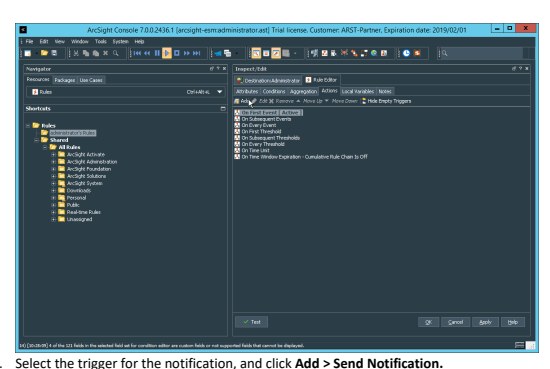 ArcSight Console 7.0.0.2436.1 [arcsight-esm:administrator.ast] Trial license. Customer: ARST-Partner, Expiration date: 2019/02/01
File Edit View Window Tools System Help
Navigator
Resources Packages Use Cases
Rules Ctrl+Alt+L
Shortcuts
Rules
administrator's Rules
Shared
All Rules
ArcSight Activate
ArcSight Administration
ArcSight Foundation
ArcSight Solutions
ArcSight System
Downloads
Personal
Public
Real-time Rules
Unassigned
Inspect/Edit
Destination:Administrator Rule Editor
Attributes Conditions Aggregation Actions Local Variables Notes
Add Edit Remove Move Up Move Down Hide Empty Triggers
On First Event [ Active ]
On Subsequent Events
On Every Event
On First Threshold
On Subsequent Thresholds
On Every Threshold
On Time Unit
On Time Window Expiration - Cumulative Rule Chain Is Off
Test OK Cancel Apply Help
4 of the 121 fields in the selected field set for condition editor are custom fields or not supported fields that cannot be displayed.
Select the trigger for the notification, and click Add > Send Notification.